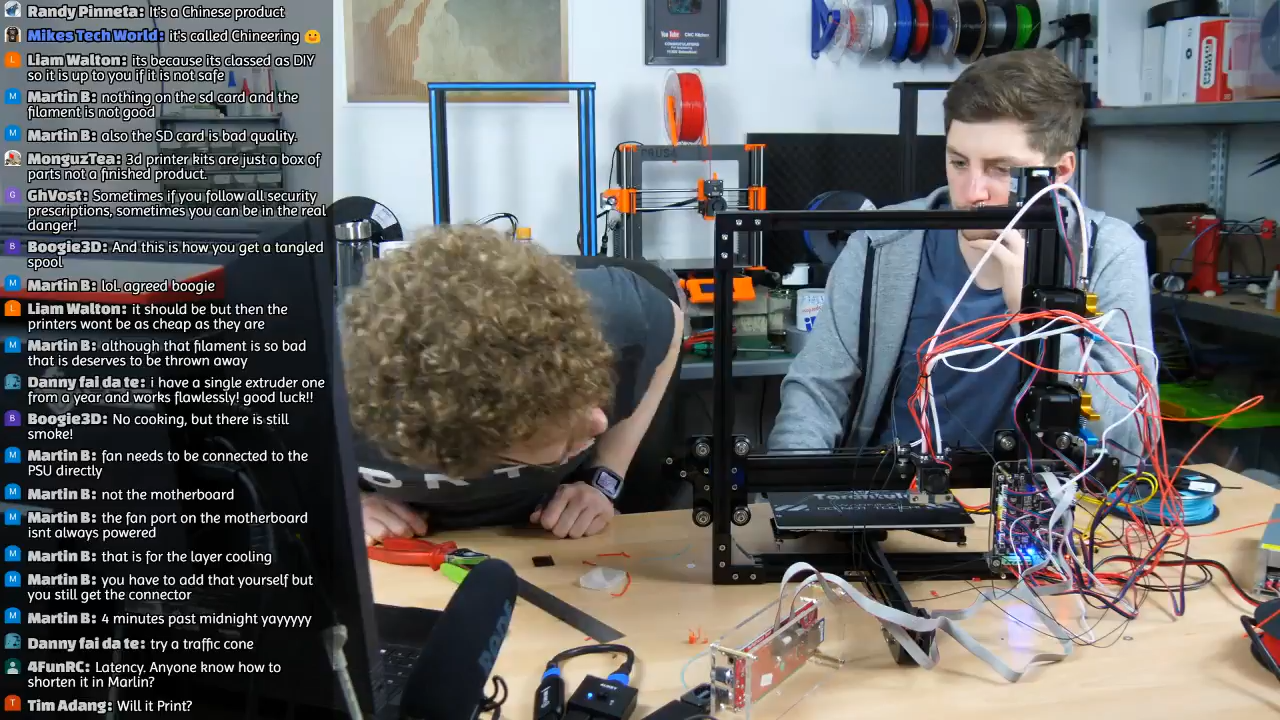 Randy Pinneta: It's a Chinese product
MikesTechWorld: it's called Chineering
Liam Walton: its because its classed as DIY
so it is up to you if it is not safe
Martin B: nothing on the sd card and the
filament is not good
Martin B: also the SD card is bad quality.
MonguzTea: 3d printer kits are just a box of
parts not a finished product.
GhVost: Sometimes if you follow all security
prescriptions, sometimes you can be in the real
danger!
Boogie3D: And this is how you get a tangled
spool
Martin B: lol agreed boogie
Liam Walton: it should be but then the
printers wont be as cheap as they are
Martin B: although that filament is so bad
that is deserves to be thrown away
Danny fai da te: i have a single extruder one
from a year and works flawlessly! good luck!!
Boogie3D: No cooking, but there is still
smoke!
Martin B: fan needs to be connected to the
PSU directly
Martin B: not the motherboard
Martin B: the fan port on the motherboard
isnt always powered
Martin B: that is for the layer cooling
Martin B: you have to add that yourself but
you still get the connector
Martin B: 4 minutes past midnight yayyyyy
Danny fai da te: try a traffic cone
4FunRC: Latency. Anyone know how to
shorten it in Marlin?
Tim Adang: Will it Print?
YouTube
PRUSA
DO NOT TOUCH
RODE